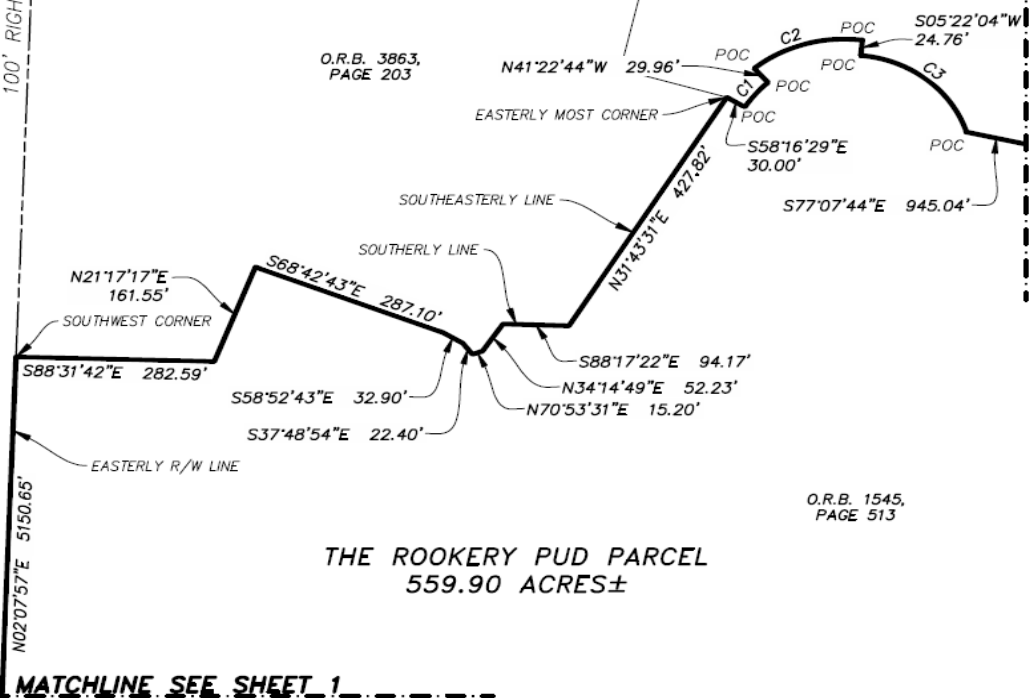 100' RIGH
O.R.B. 3863,
PAGE 203
N41°22'44"W 29.96'
EASTERLY MOST CORNER
POC
C2
POC
S05°22'04"W
24.76'
POC
C3
C1
POC
POC
S58°16'29"E
30.00'
POC
S77°07'44"E 945.04'
SOUTHEASTERLY LINE
N31°43'31"E 427.82'
SOUTHERLY LINE
N21°17'17"E
161.55'
S68°42'43"E 287.10'
SOUTHWEST CORNER
S88°31'42"E 282.59'
S88°17'22"E 94.17'
S58°52'43"E 32.90'
N34°14'49"E 52.23'
N70°53'31"E 15.20'
S37°48'54"E 22.40'
EASTERLY R/W LINE
N02°07'57"E 5150.65'
O.R.B. 1545,
PAGE 513
THE ROOKERY PUD PARCEL
559.90 ACRES±
MATCHLINE SEE SHEET 1